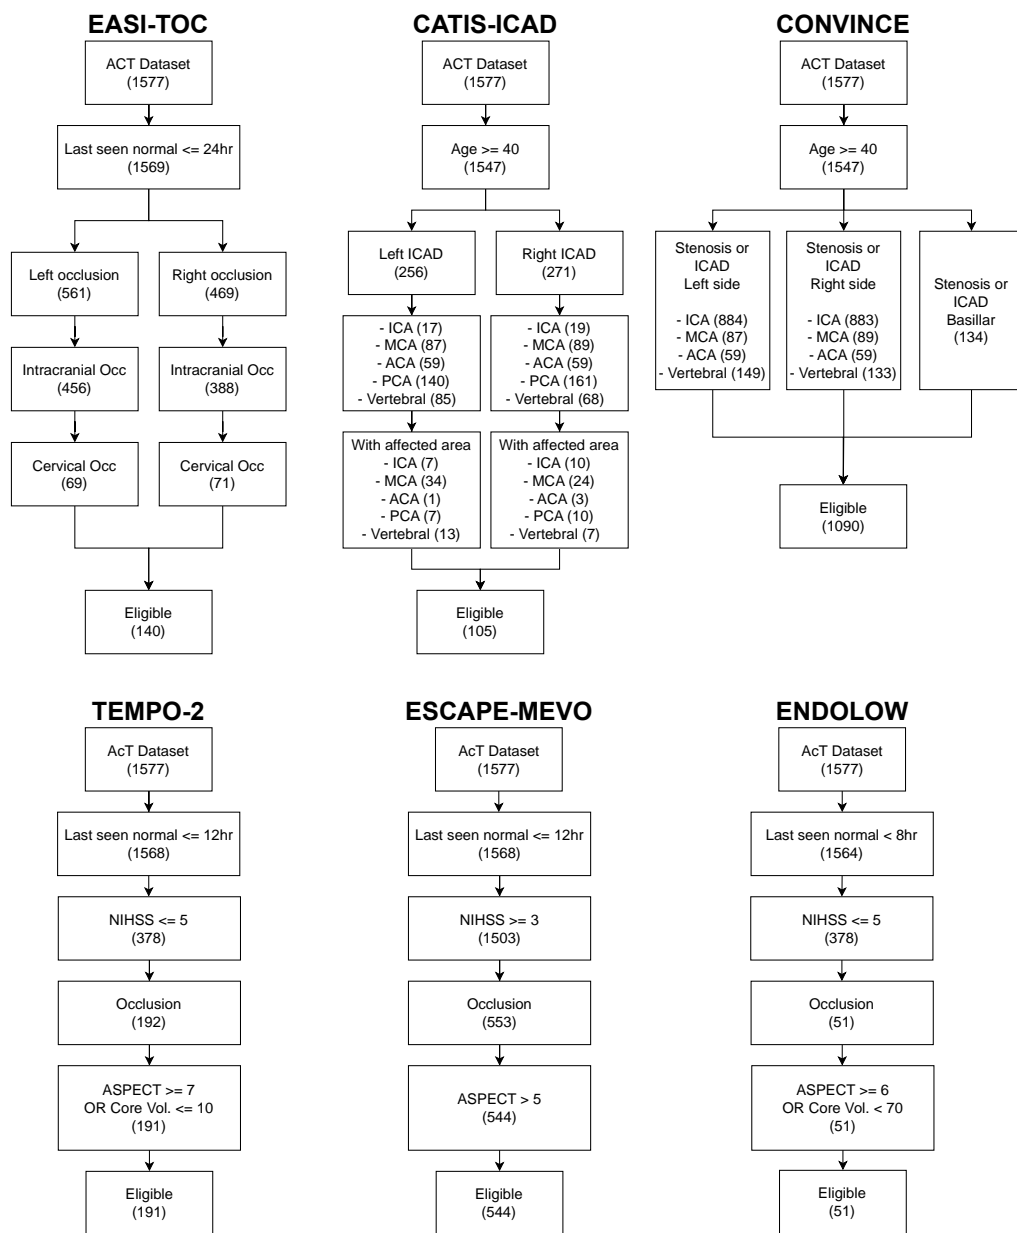 EASI-TOC
ACT Dataset
(1577)
Last seen normal <= 24hr
(1569)
Left occlusion
(561)
Right occlusion
(469)
Intracranial Occ
(456)
Intracranial Occ
(388)
Cervical Occ
(69)
Cervical Occ
(71)
Eligible
(140)
CATIS-ICAD
ACT Dataset
(1577)
Age >= 40
(1547)
Left ICAD
(256)
Right ICAD
(271)
- ICA (17)
- MCA (87)
- ACA (59)
- PCA (140)
- Vertebral (85)
- ICA (19)
- MCA (89)
- ACA (59)
- PCA (161)
- Vertebral (68)
With affected area
- ICA (7)
- MCA (34)
- ACA (1)
- PCA (7)
- Vertebral (13)
With affected area
- ICA (10)
- MCA (24)
- ACA (3)
- PCA (10)
- Vertebral (7)
Eligible
(105)
CONVINCE
ACT Dataset
(1577)
Age >= 40
(1547)
Stenosis or
ICAD
Left side
- ICA (884)
- MCA (87)
- ACA (59)
- Vertebral (149)
Stenosis or
ICAD
Right side
- ICA (883)
- MCA (89)
- ACA (59)
- Vertebral (133)
Stenosis or
ICAD
Basillar
(134)
Eligible
(1090)
TEMPO-2
AcT Dataset
(1577)
Last seen normal <= 12hr
(1568)
NIHSS <= 5
(378)
Occlusion
(192)
ASPECT >= 7
OR Core Vol. <= 10
(191)
Eligible
(191)
ESCAPE-MEVO
AcT Dataset
(1577)
Last seen normal <= 12hr
(1568)
NIHSS >= 3
(1503)
Occlusion
(553)
ASPECT > 5
(544)
Eligible
(544)
ENDOLOW
AcT Dataset
(1577)
Last seen normal < 8hr
(1564)
NIHSS <= 5
(378)
Occlusion
(51)
ASPECT >= 6
OR Core Vol. < 70
(51)
Eligible
(51)